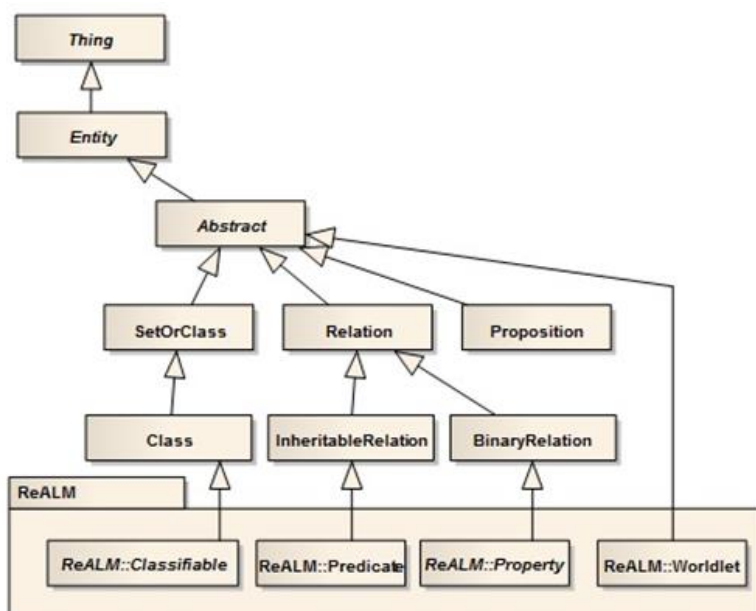 Thing
Entity
Abstract
SetOrClass
Relation
Proposition
Class
InheritableRelation
BinaryRelation
ReALM
ReALM::Classifiable
ReALM::Predicate
ReALM::Property
ReALM::Worldlet